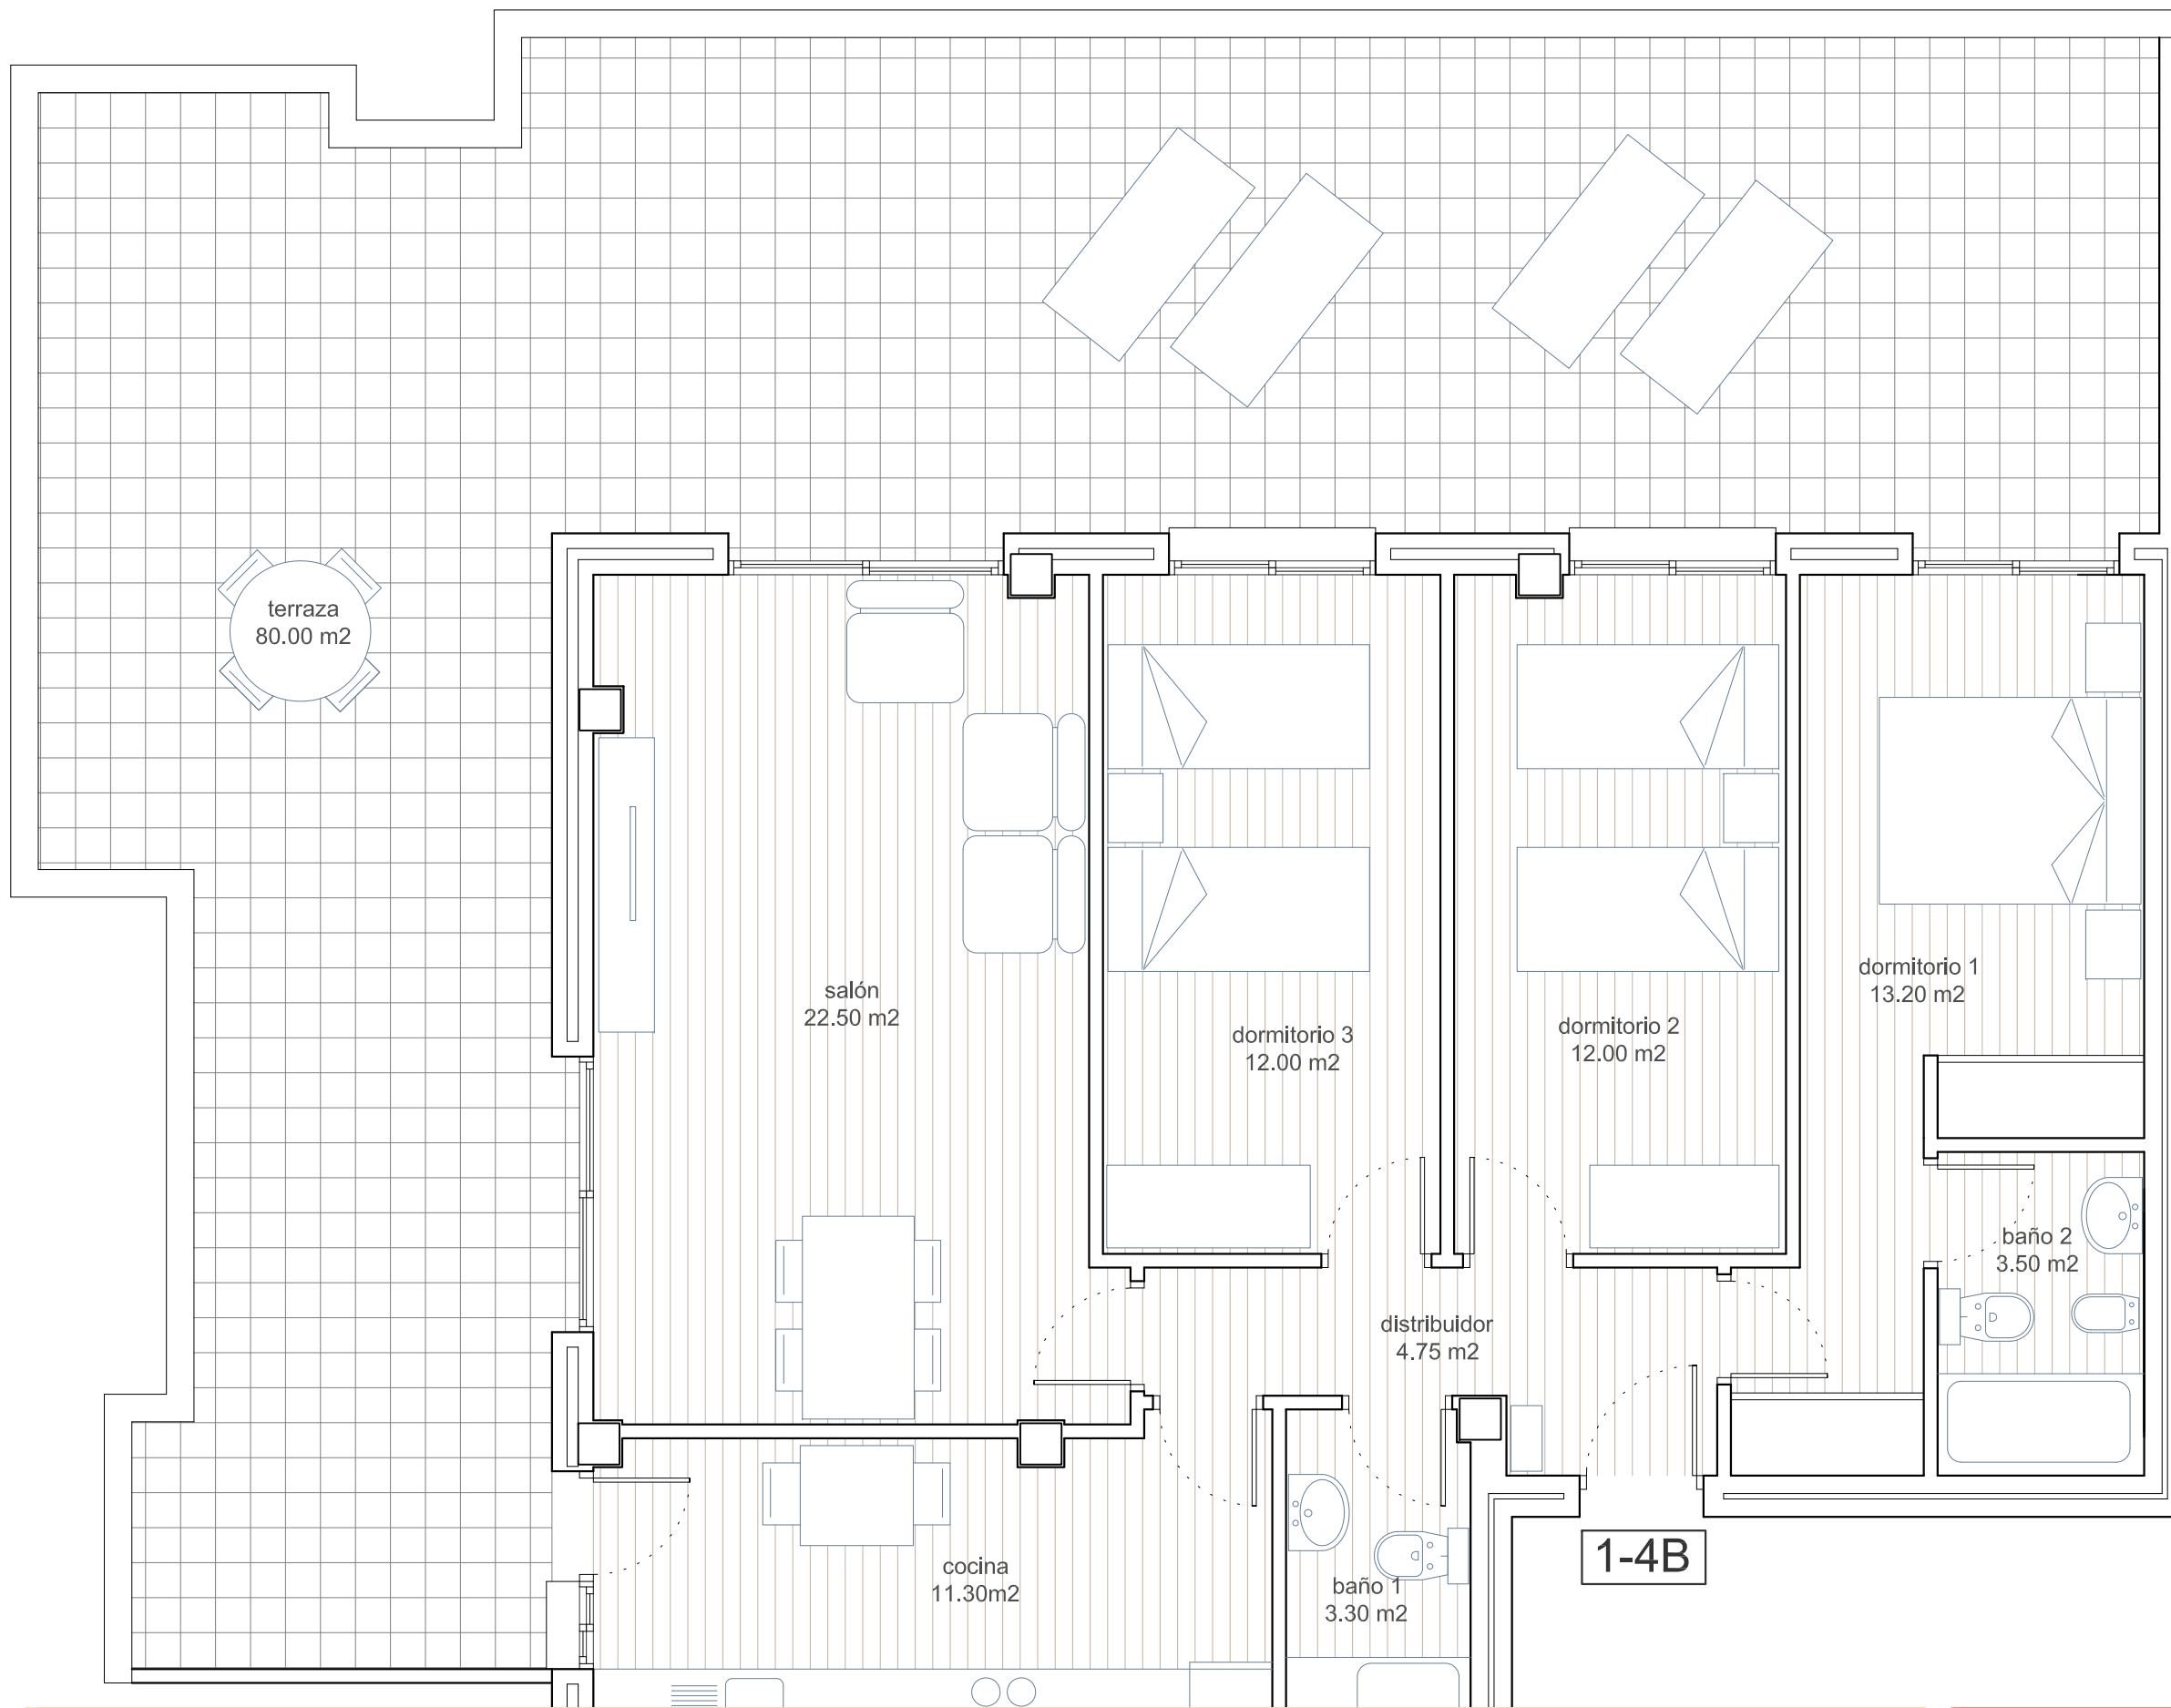 terraza
80.00 m2
salón
22.50 m2
dormitorio 3
12.00 m2
dormitorio 2
12.00 m2
dormitorio 1
13.20 m2
baño 2
3.50 m2
distribuidor
4.75 m2
cocina
11.30m2
baño 1
3.30 m2
1-4B